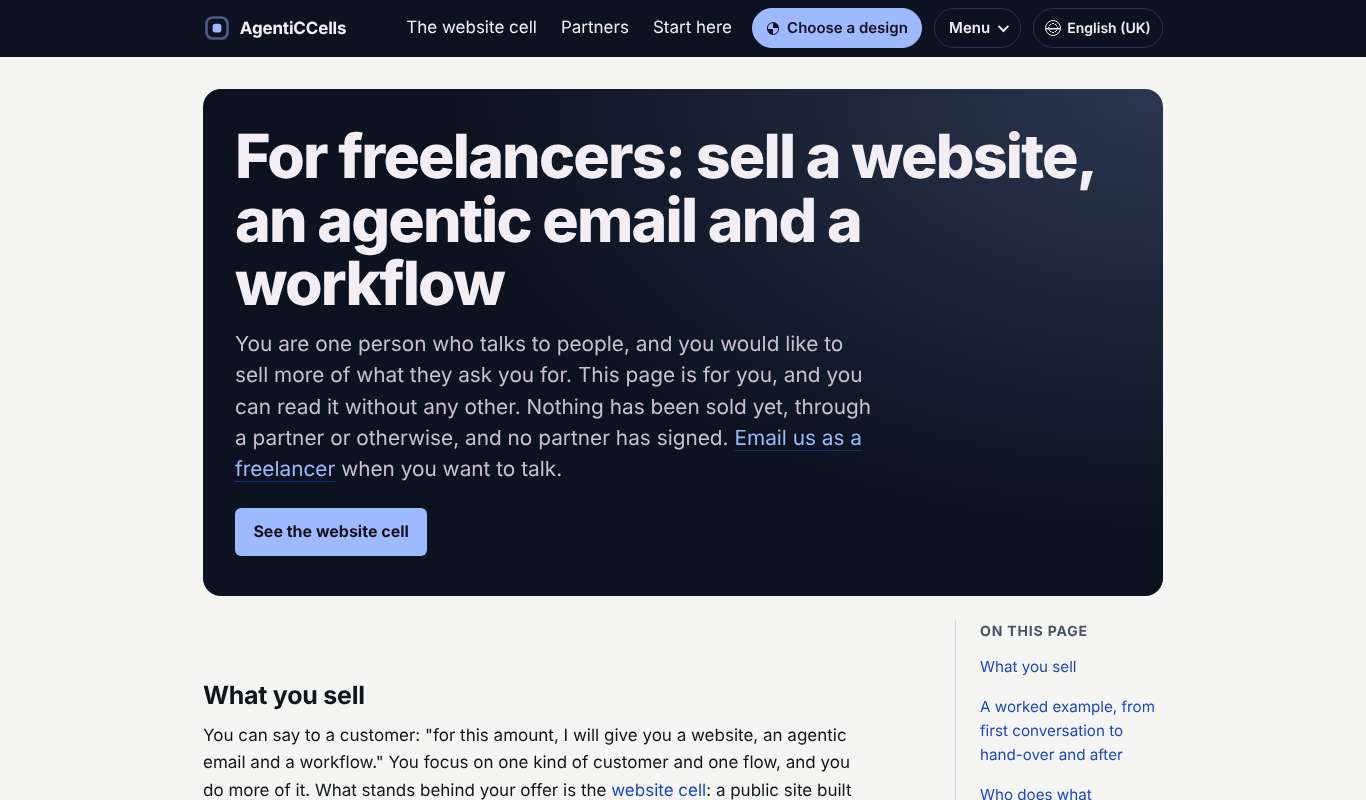 AgentiCCells
The website cell
Partners
Start here
Choose a design
Menu
English (UK)
For freelancers: sell a website,
an agentic email and a
workflow
You are one person who talks to people, and you would like to
sell more of what they ask you for. This page is for you, and you
can read it without any other. Nothing has been sold yet, through
a partner or otherwise, and no partner has signed. Email us as a
freelancer when you want to talk.
See the website cell
What you sell
You can say to a customer: "for this amount, I will give you a website, an agentic
email and a workflow." You focus on one kind of customer and one flow, and you
do more of it. What stands behind your offer is the website cell: a public site built
ON THIS PAGE
What you sell
A worked example, from
first conversation to
hand-over and after
Who does what